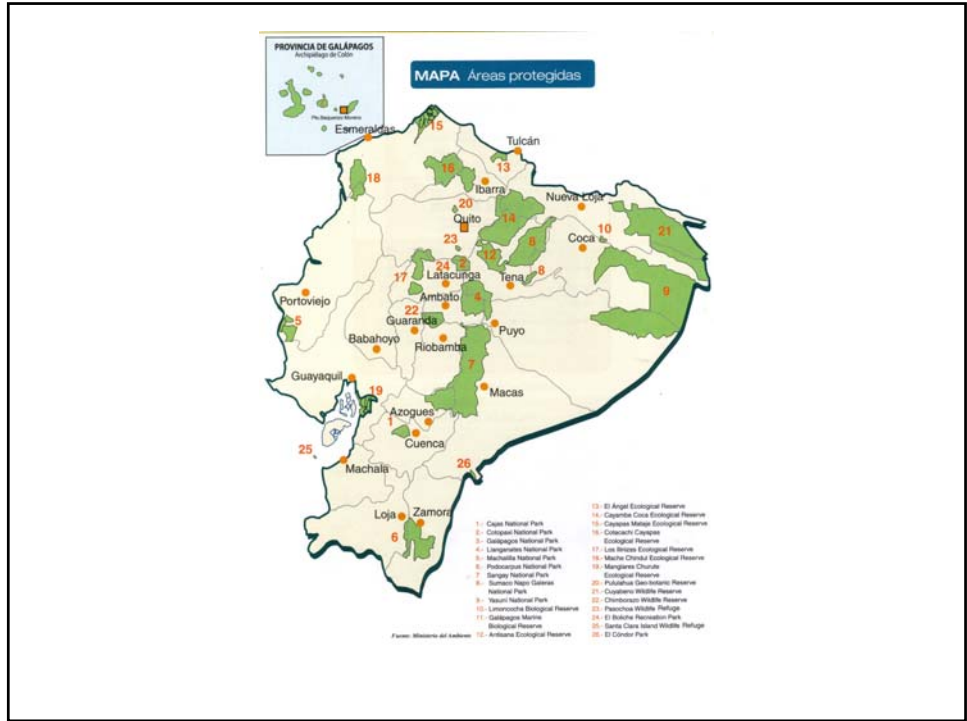 PROVINCIA DE GALÁPAGOS
Archipiélago de Colón
Pto. Baquerizo Moreno
MAPA Áreas protegidas
15
Esmeraldas
Tulcán
13
16
18
Ibarra
Nueva Loja
20
14
Quito
21
10
23
8
Coca
12
24
2
17
Latacunga
Tena
8
9
Portoviejo
Ambato
4
22
5
Guaranda
Puyo
Babahoyo
Riobamba
7
Guayaquil
19
Macas
Azogues
1
Cuenca
25
26
Machala
Loja
Zamora
6
1.- Cajas National Park
2.- Cotopaxi National Park
3.- Galápagos National Park
4.- Llanganates National Park
5.- Machalilla National Park
6.- Podocarpus National Park
7.- Sangay National Park
8.- Sumaco Napo Galeras
National Park
9.- Yasuní National Park
10.- Limoncocha Biological Reserve
11.- Galápagos Marine
Biological Reserve
12.- Antisana Ecological Reserve
13.- El Ángel Ecological Reserve
14.- Cayambe Coca Ecological Reserve
15.- Cayapas Mataje Ecological Reserve
16.- Cotacachi Cayapas
Ecological Reserve
17.- Los Ilinizas Ecological Reserve
18.- Mache Chindul Ecological Reserve
19.- Manglares Churute
Ecological Reserve
20.- Pululahua Geo-botanic Reserve
21.- Cuyabeno Wildlife Reserve
22.- Chimborazo Wildlife Reserve
23.- Pasochoa Wildlife Refuge
24.- El Boliche Recreation Park
25.- Santa Clara Island Wildlife Refuge
26.- El Cóndor Park
Fuente: Ministerio del Ambiente